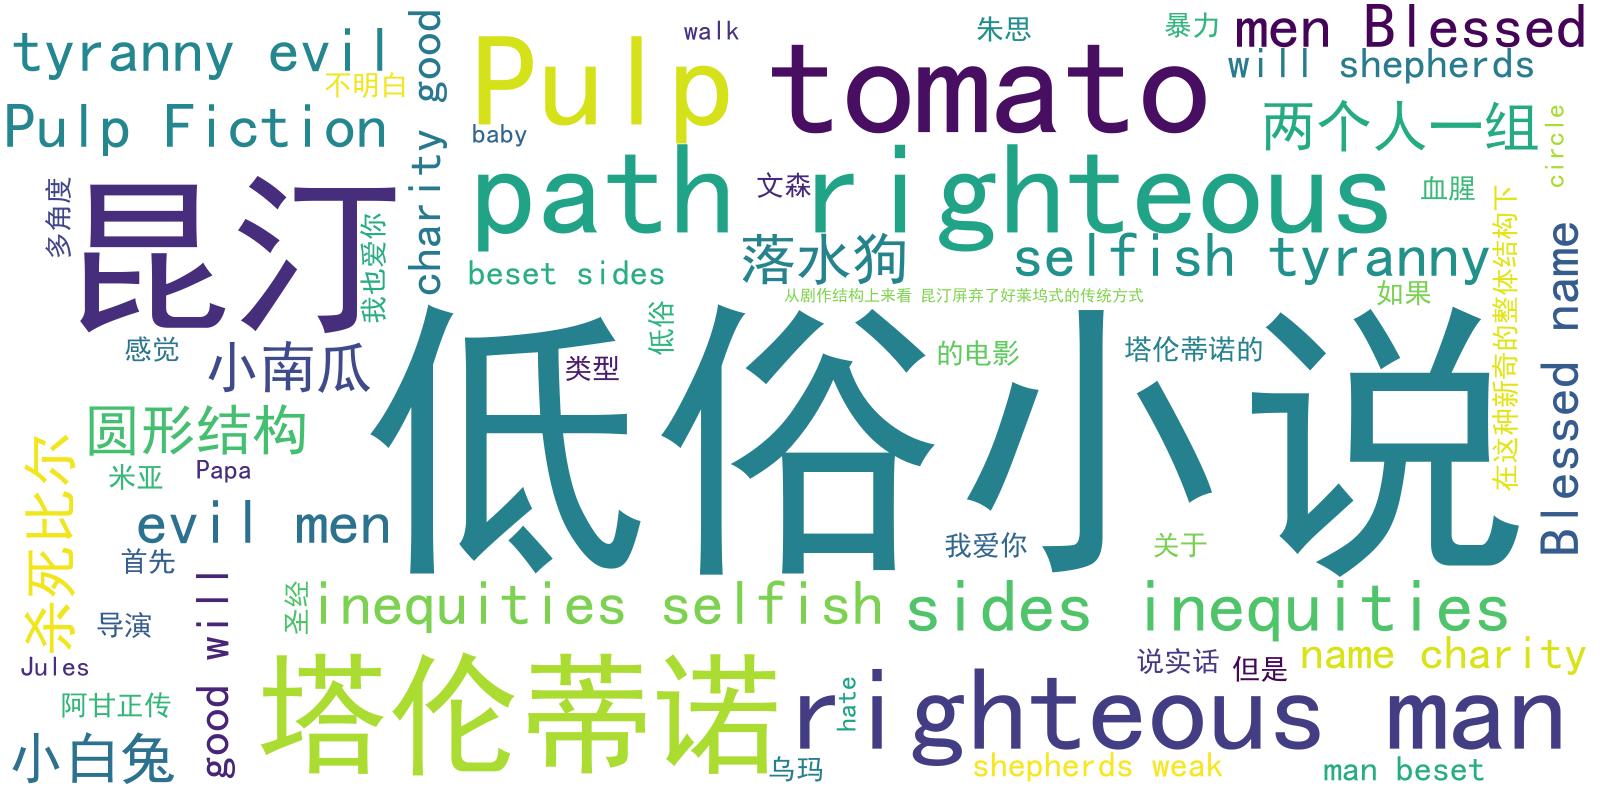 walk
朱思
暴力
men Blessed
tyranny evil
Pulp
tomato
will shepherds
不明白
charity good
Pulp Fiction
baby
两个人一组
circle
path righteous
文森
血腥
多角度
昆汀
我也爱你
落水狗
selfish tyranny
beset sides
在这种新奇的整体结构下
Blessed name
从剧作结构上来看 昆汀屏弃了好莱坞式的传统方式
如果
低俗
感觉
小南瓜
类型
的电影
塔伦蒂诺的
低俗小说
圆形结构
杀死比尔
米亚
Papa
evil men
首先
我爱你
关于
good will
圣经
inequities selfish
sides inequities
导演
Jules
塔伦蒂诺
说实话
但是
name charity
阿甘正传
hate
righteous man
小白兔
乌玛
shepherds weak
man beset